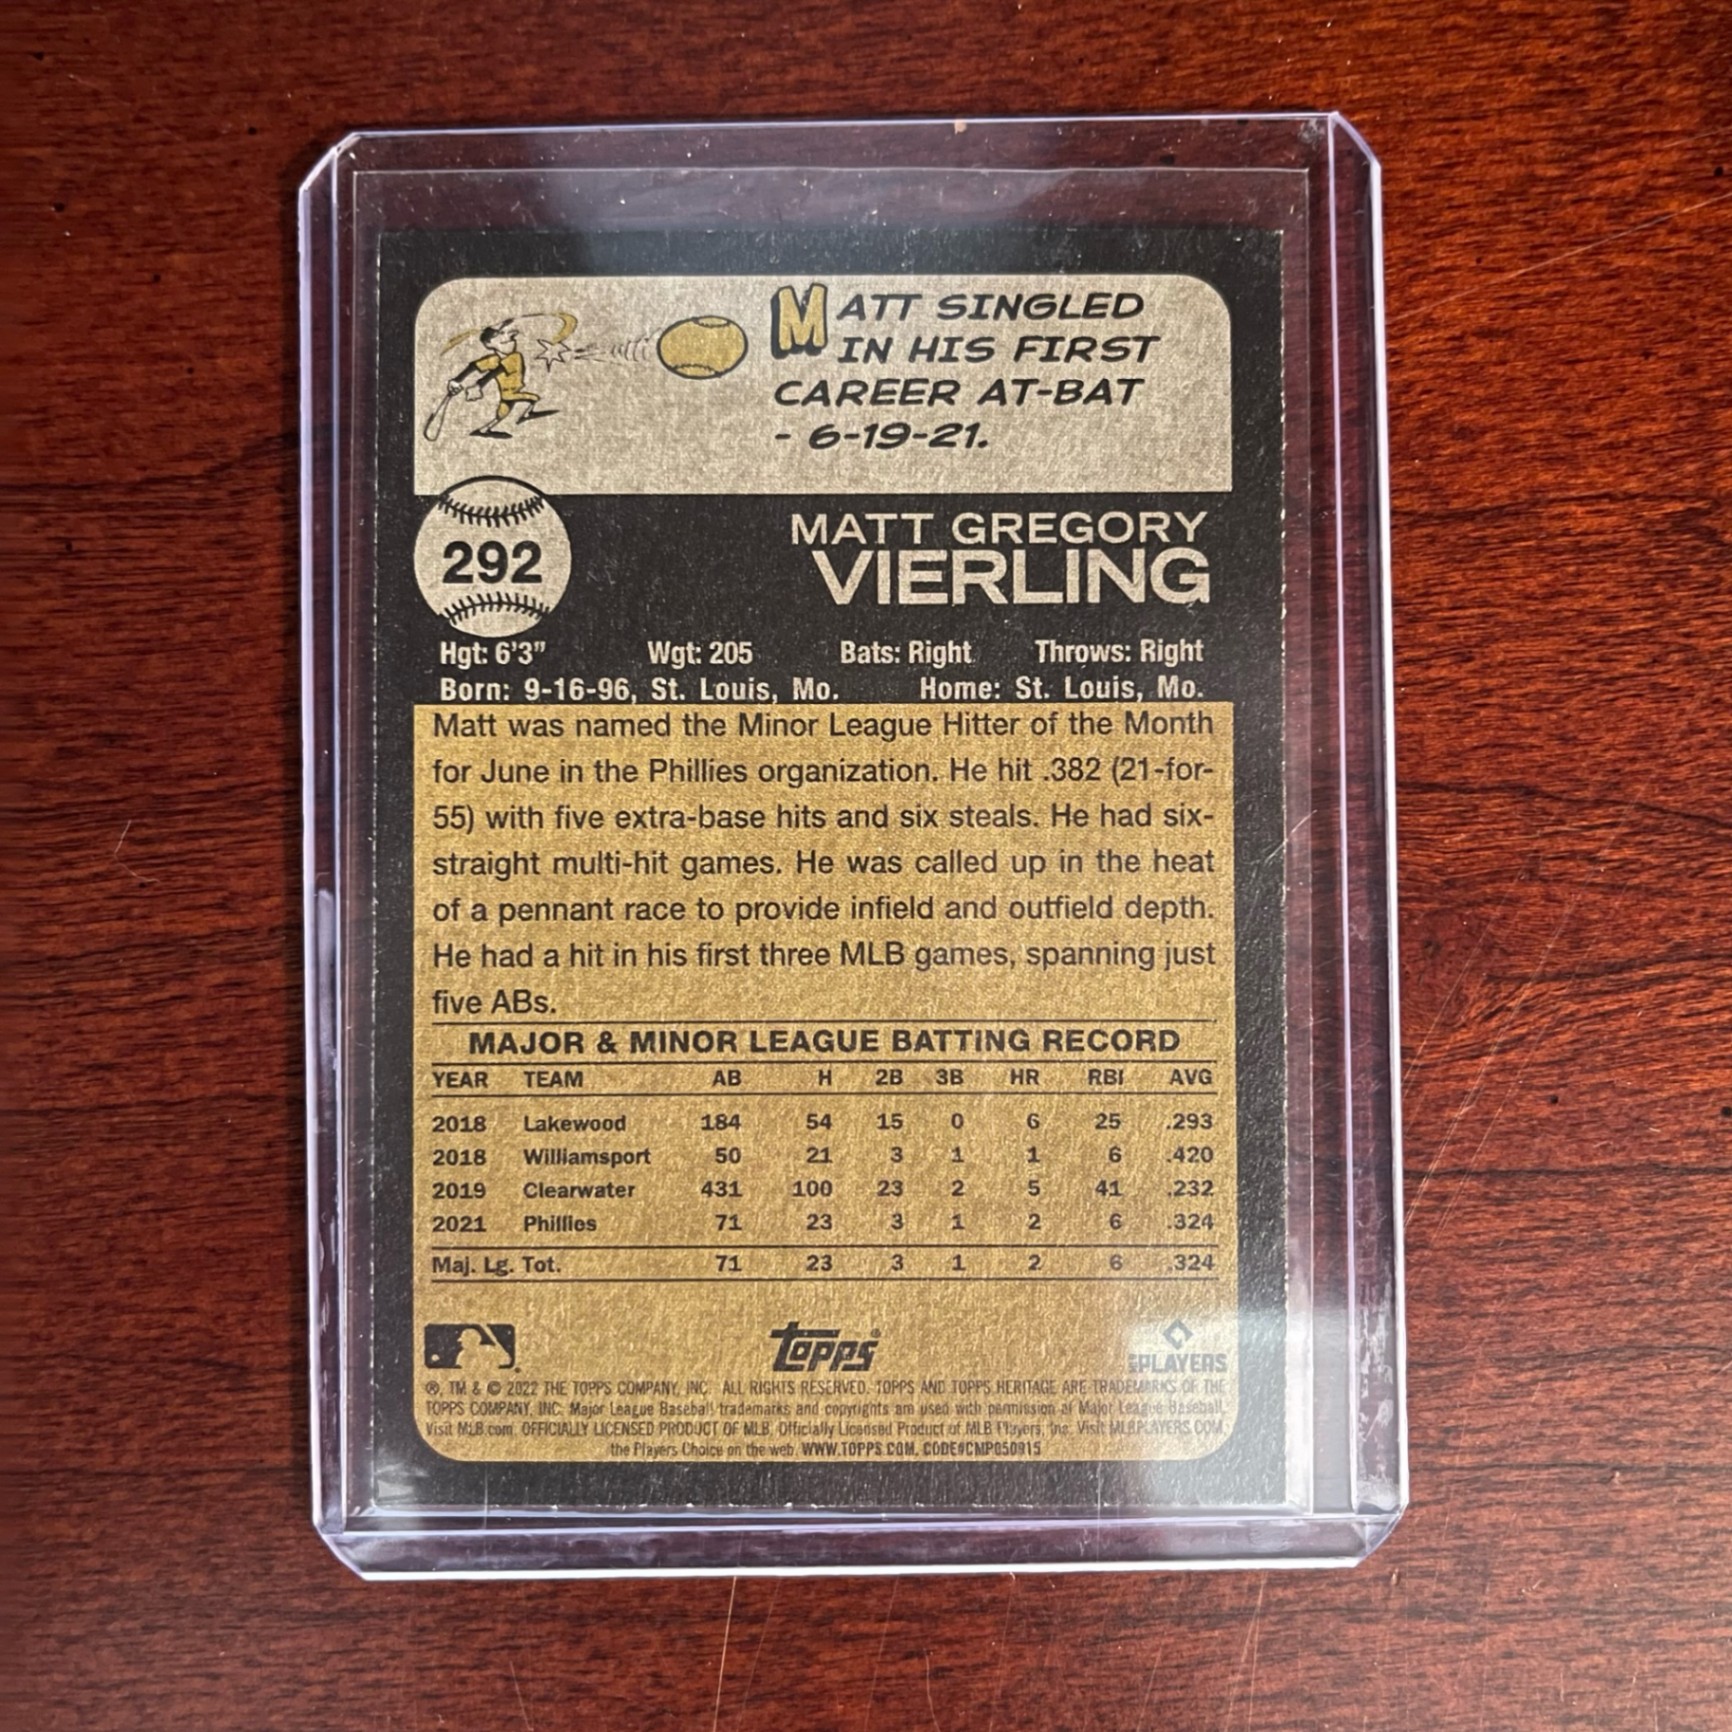 MATT SINGLED
IN HIS FIRST
CAREER AT-BAT
- 6-19-21.
292
MATT GREGORY
VIERLING
Hgt: 6'3" Wgt: 205 Bats: Right Throws: Right
Born: 9-16-96, St. Louis, Mo. Home: St. Louis, Mo.
Matt was named the Minor League Hitter of the Month
for June in the Phillies organization. He hit .382 (21-for-
55) with five extra-base hits and six steals. He had six-
straight multi-hit games. He was called up in the heat
of a pennant race to provide infield and outfield depth.
He had a hit in his first three MLB games, spanning just
five ABs.
MAJOR & MINOR LEAGUE BATTING RECORD
YEAR TEAM AB H 2B 3B HR RBI AVG
2018 Lakewood 184 54 15 0 6 25 .293
2018 Williamsport 50 21 3 1 1 6 .420
2019 Clearwater 431 100 23 2 5 41 .232
2021 Phillies 71 23 3 1 2 6 .324
Maj. Lg. Tot. 71 23 3 1 2 6 .324
Topps® PLAYERS
®, TM & © 2022 THE TOPPS COMPANY, INC. ALL RIGHTS RESERVED. TOPPS AND TOPPS HERITAGE ARE TRADEMARKS OF THE
TOPPS COMPANY, INC. Major League Baseball trademarks and copyrights are used with permission of Major League Baseball.
Visit MLB.com. OFFICIALLY LICENSED PRODUCT OF MLB. Officially Licensed Product of MLB Players, Inc. Visit MLBPLAYERS.COM,
the Players Choice on the web. WWW.TOPPS.COM. CODE#CMP050915